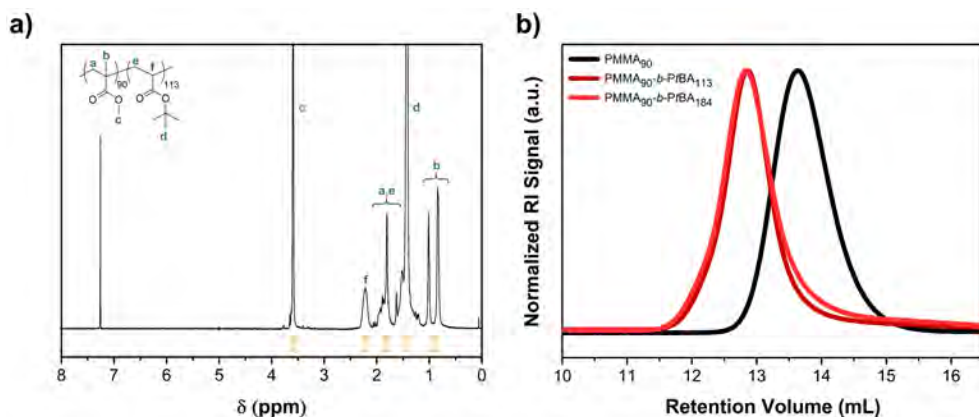 a)
b
a
e
f
90
113
O
O
O
O
c
d
c
d
a,e
b
f
8
7
6
5
4
3
2
1
0
δ (ppm)
b)
PMMA90
PMMA90-b-PtBA113
PMMA90-b-PtBA184
Normalized RI Signal (a.u.)
10
11
12
13
14
15
16
Retention Volume (mL)